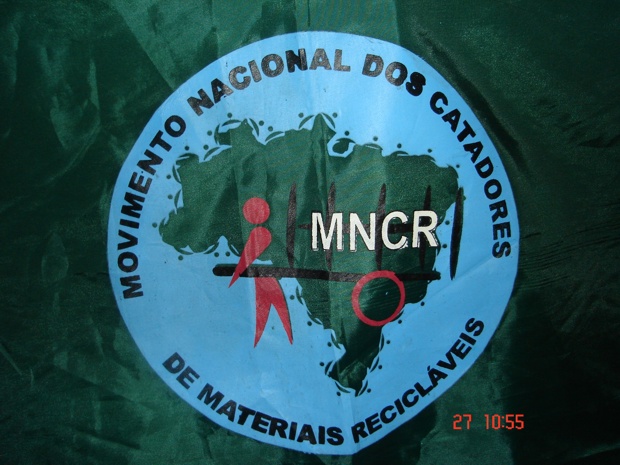 MOVIMENTO NACIONAL DOS CATADORES
DE MATERIAIS RECICLÁVEIS
MNCR
27 10:55